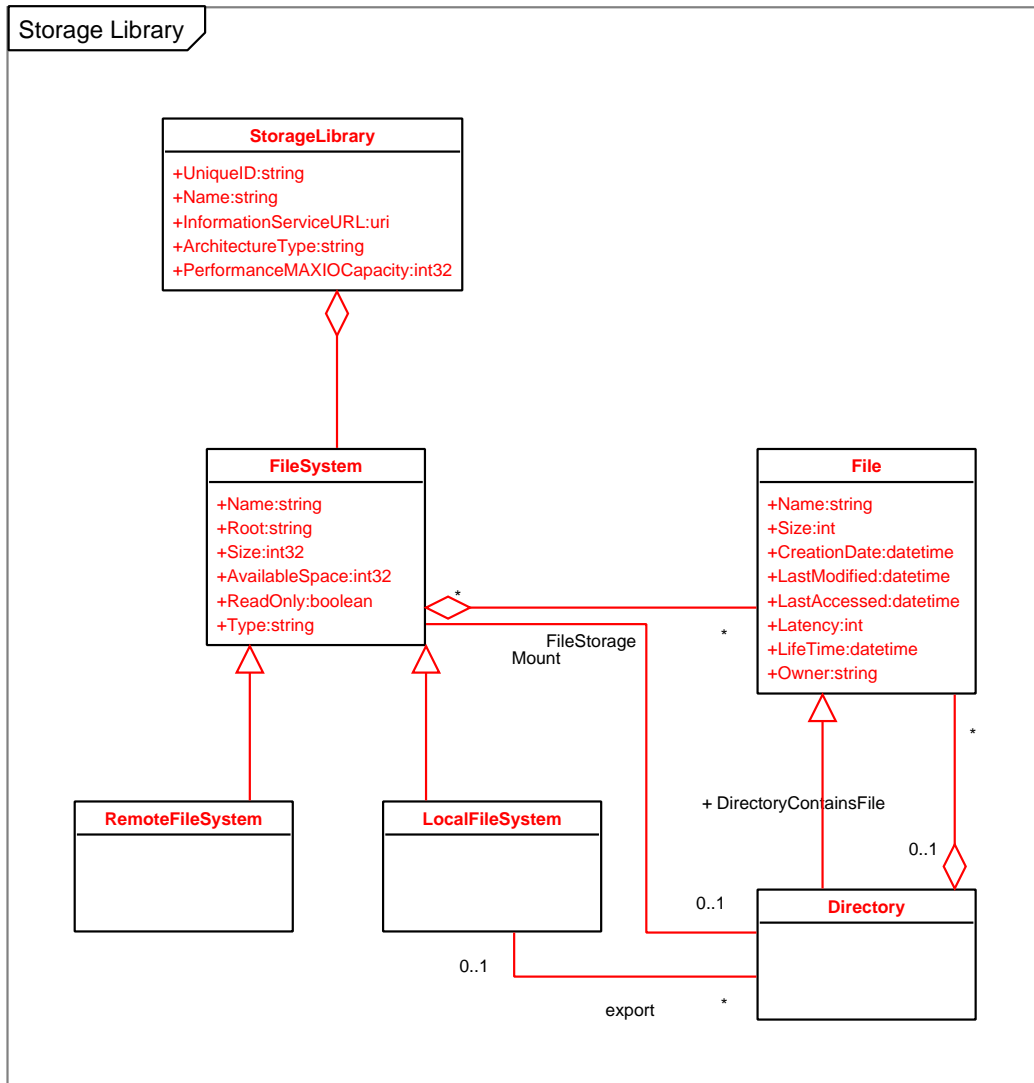 Storage Library
StorageLibrary
+UniqueID:string
+Name:string
+InformationServiceURL:uri
+ArchitectureType:string
+PerformanceMAXIOCapacity:int32
FileSystem
+Name:string
+Root:string
+Size:int32
+AvailableSpace:int32
+ReadOnly:boolean
+Type:string
File
+Name:string
+Size:int
+CreationDate:datetime
+LastModified:datetime
+LastAccessed:datetime
+Latency:int
+LifeTime:datetime
+Owner:string
*
*
FileStorage
Mount
*
+ DirectoryContainsFile
RemoteFileSystem
LocalFileSystem
0..1
0..1
Directory
0..1
export
*